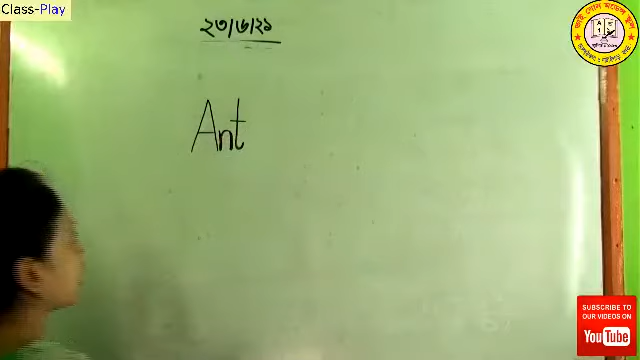 Class-Play
২৩/৬/২১
Ant
SUBSCRIBE TO
OUR VIDEOS ON
YouTube